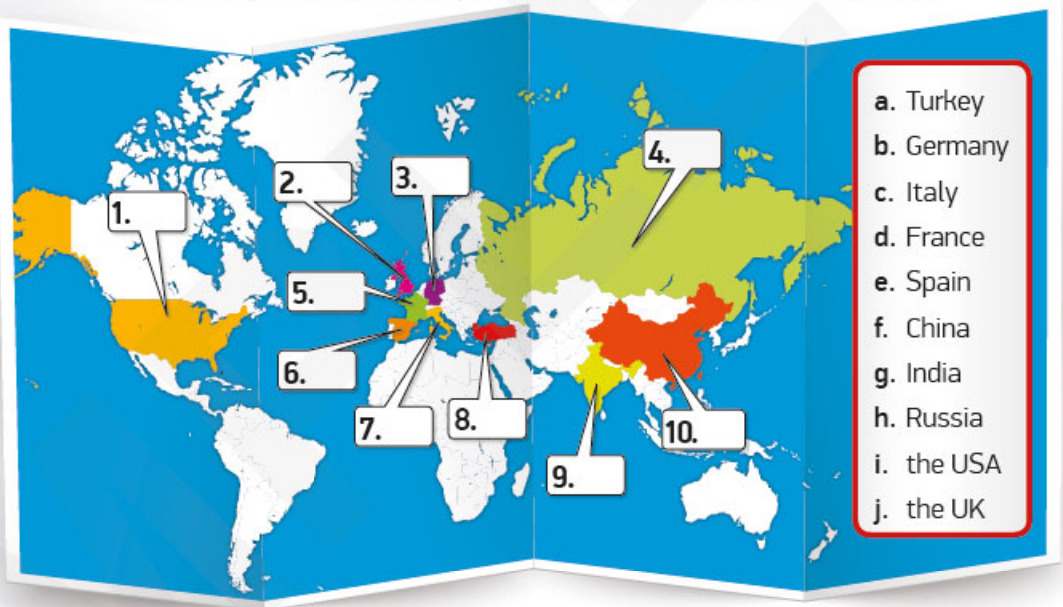 1.
2.
3.
4.
5.
6.
7.
8.
9.
10.
a. Turkey
b. Germany
c. Italy
d. France
e. Spain
f. China
g. India
h. Russia
i. the USA
j. the UK